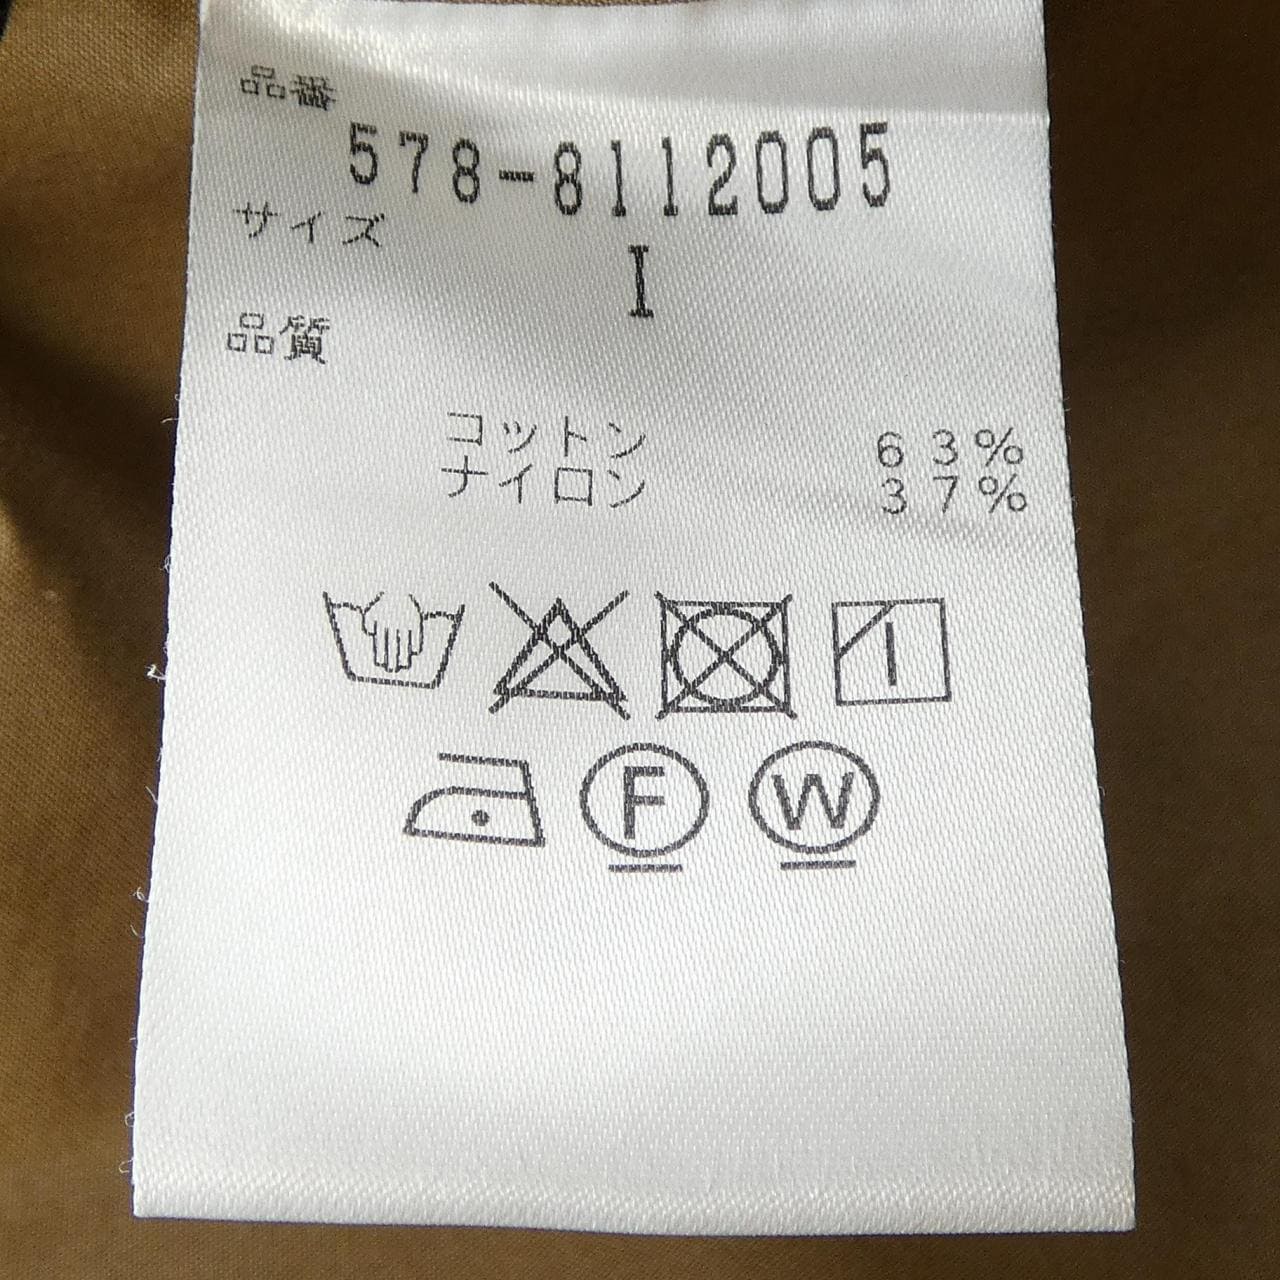 品番
578-8112005
サイズ
I
品質
コットン 63%
ナイロン 37%
F W